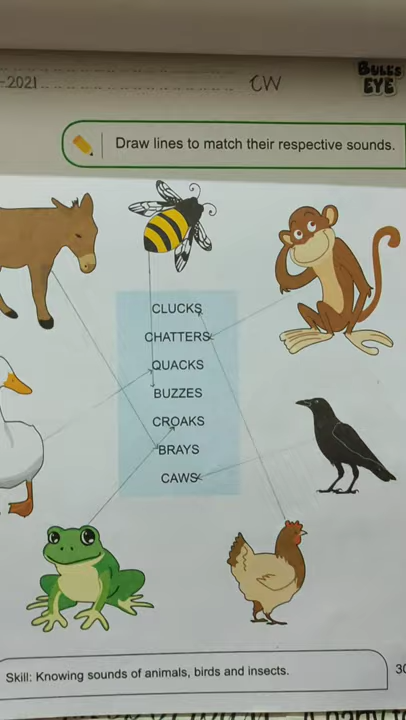 -2021
CW
BULL'S
EYE
Draw lines to match their respective sounds.
CLUCKS
CHATTERS
QUACKS
BUZZES
CROAKS
BRAYS
CAWS
Skill: Knowing sounds of animals, birds and insects.
30